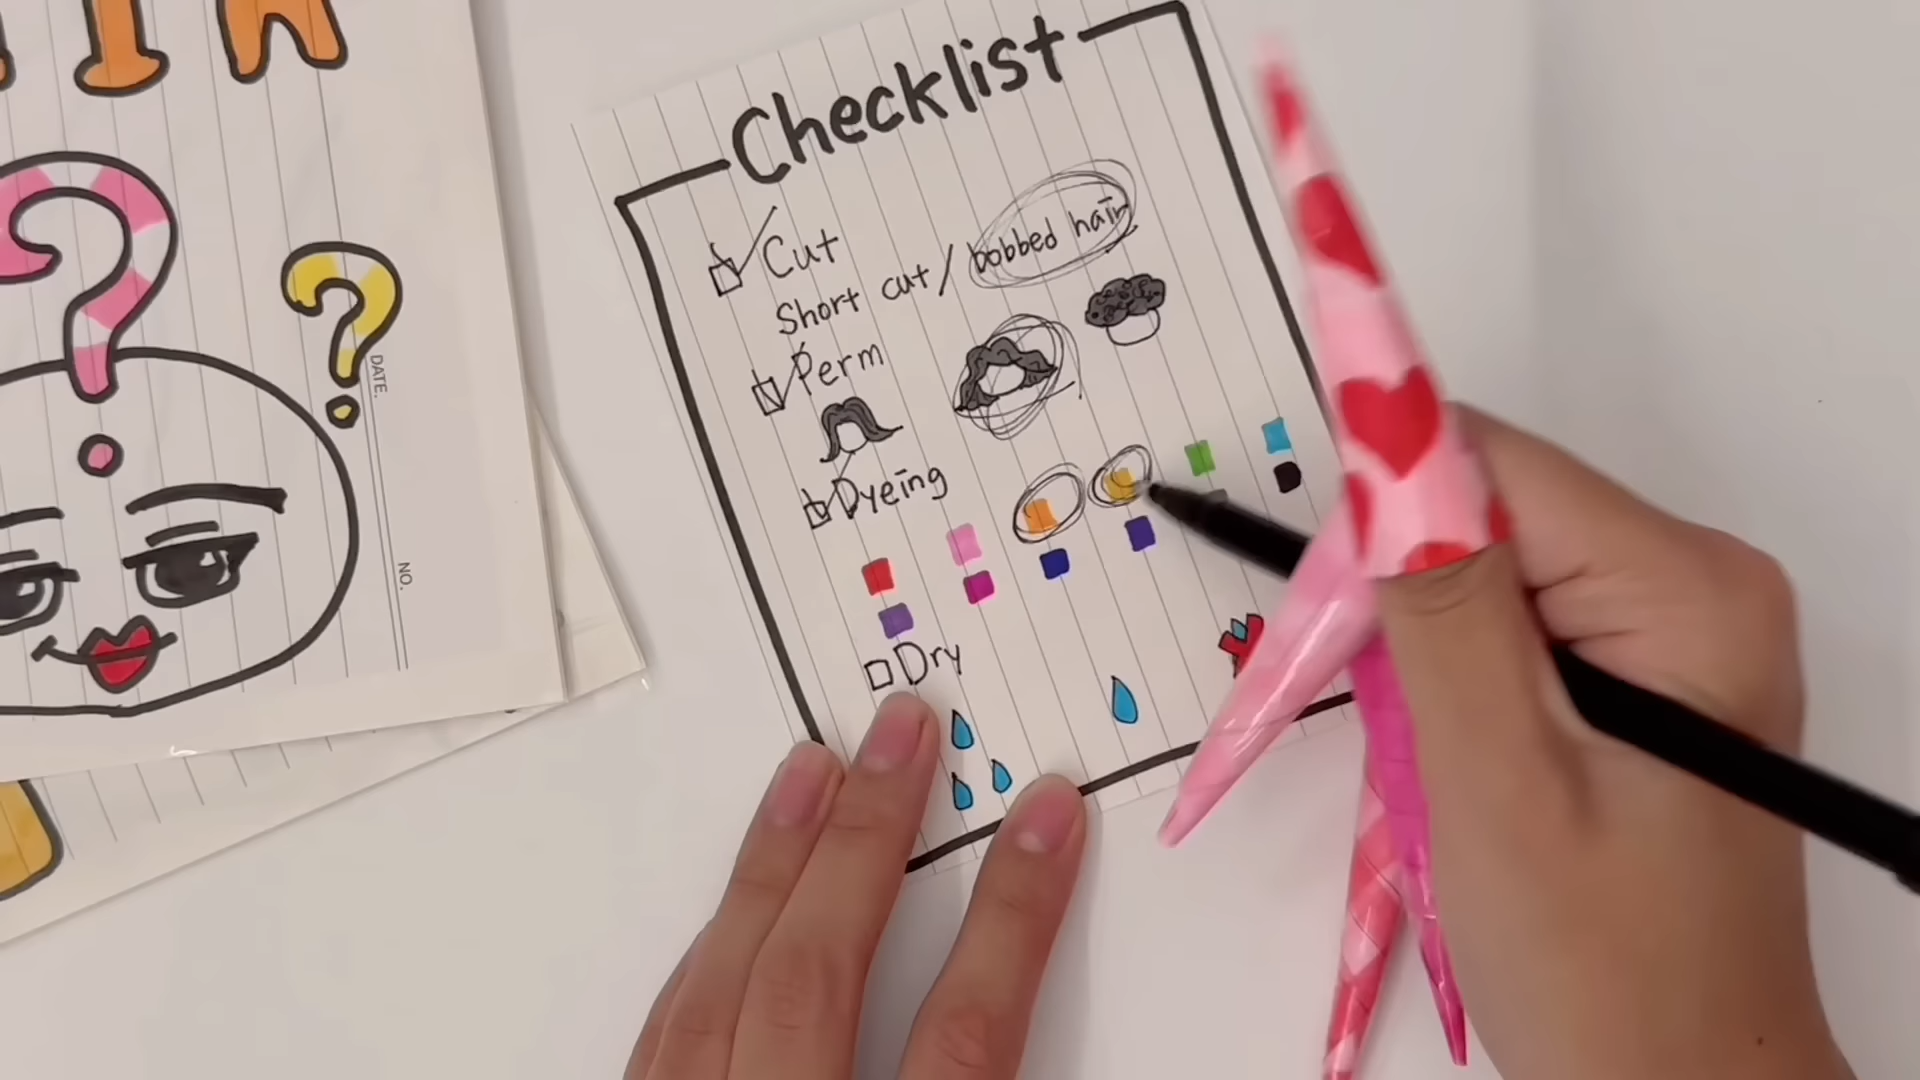 Checklist
Cut
Short cut / bobbed hair
Perm
Dyeing
Dry
DATE.
NO.